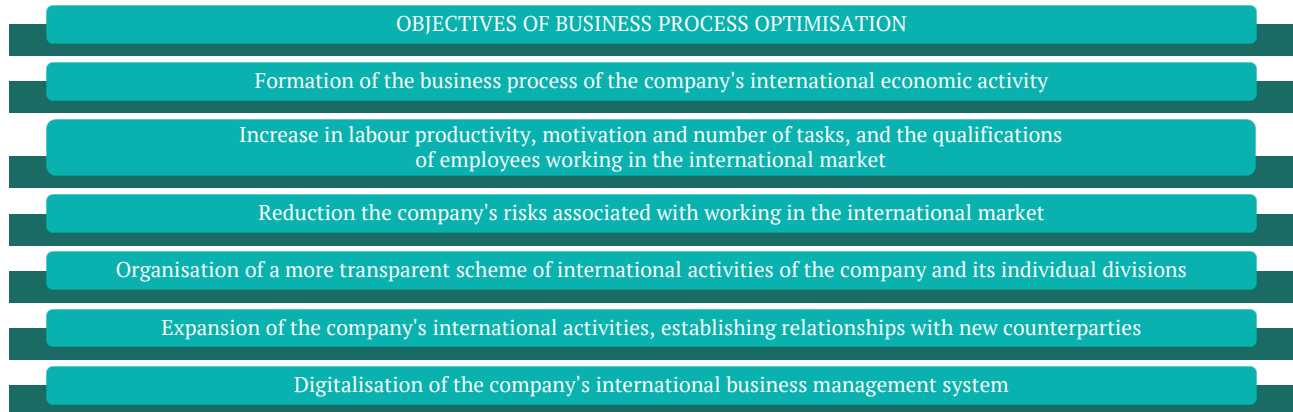 OBJECTIVES OF BUSINESS PROCESS OPTIMISATION
Formation of the business process of the company's international economic activity
Increase in labour productivity, motivation and number of tasks, and the qualifications
of employees working in the international market
Reduction the company's risks associated with working in the international market
Organisation of a more transparent scheme of international activities of the company and its individual divisions
Expansion of the company's international activities, establishing relationships with new counterparties
Digitalisation of the company's international business management system